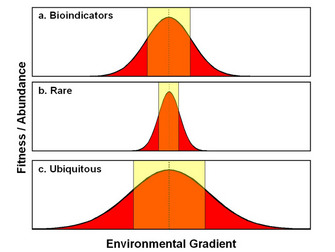 Fitness / Abundance
a. Bioindicators
b. Rare
c. Ubiquitous
Environmental Gradient